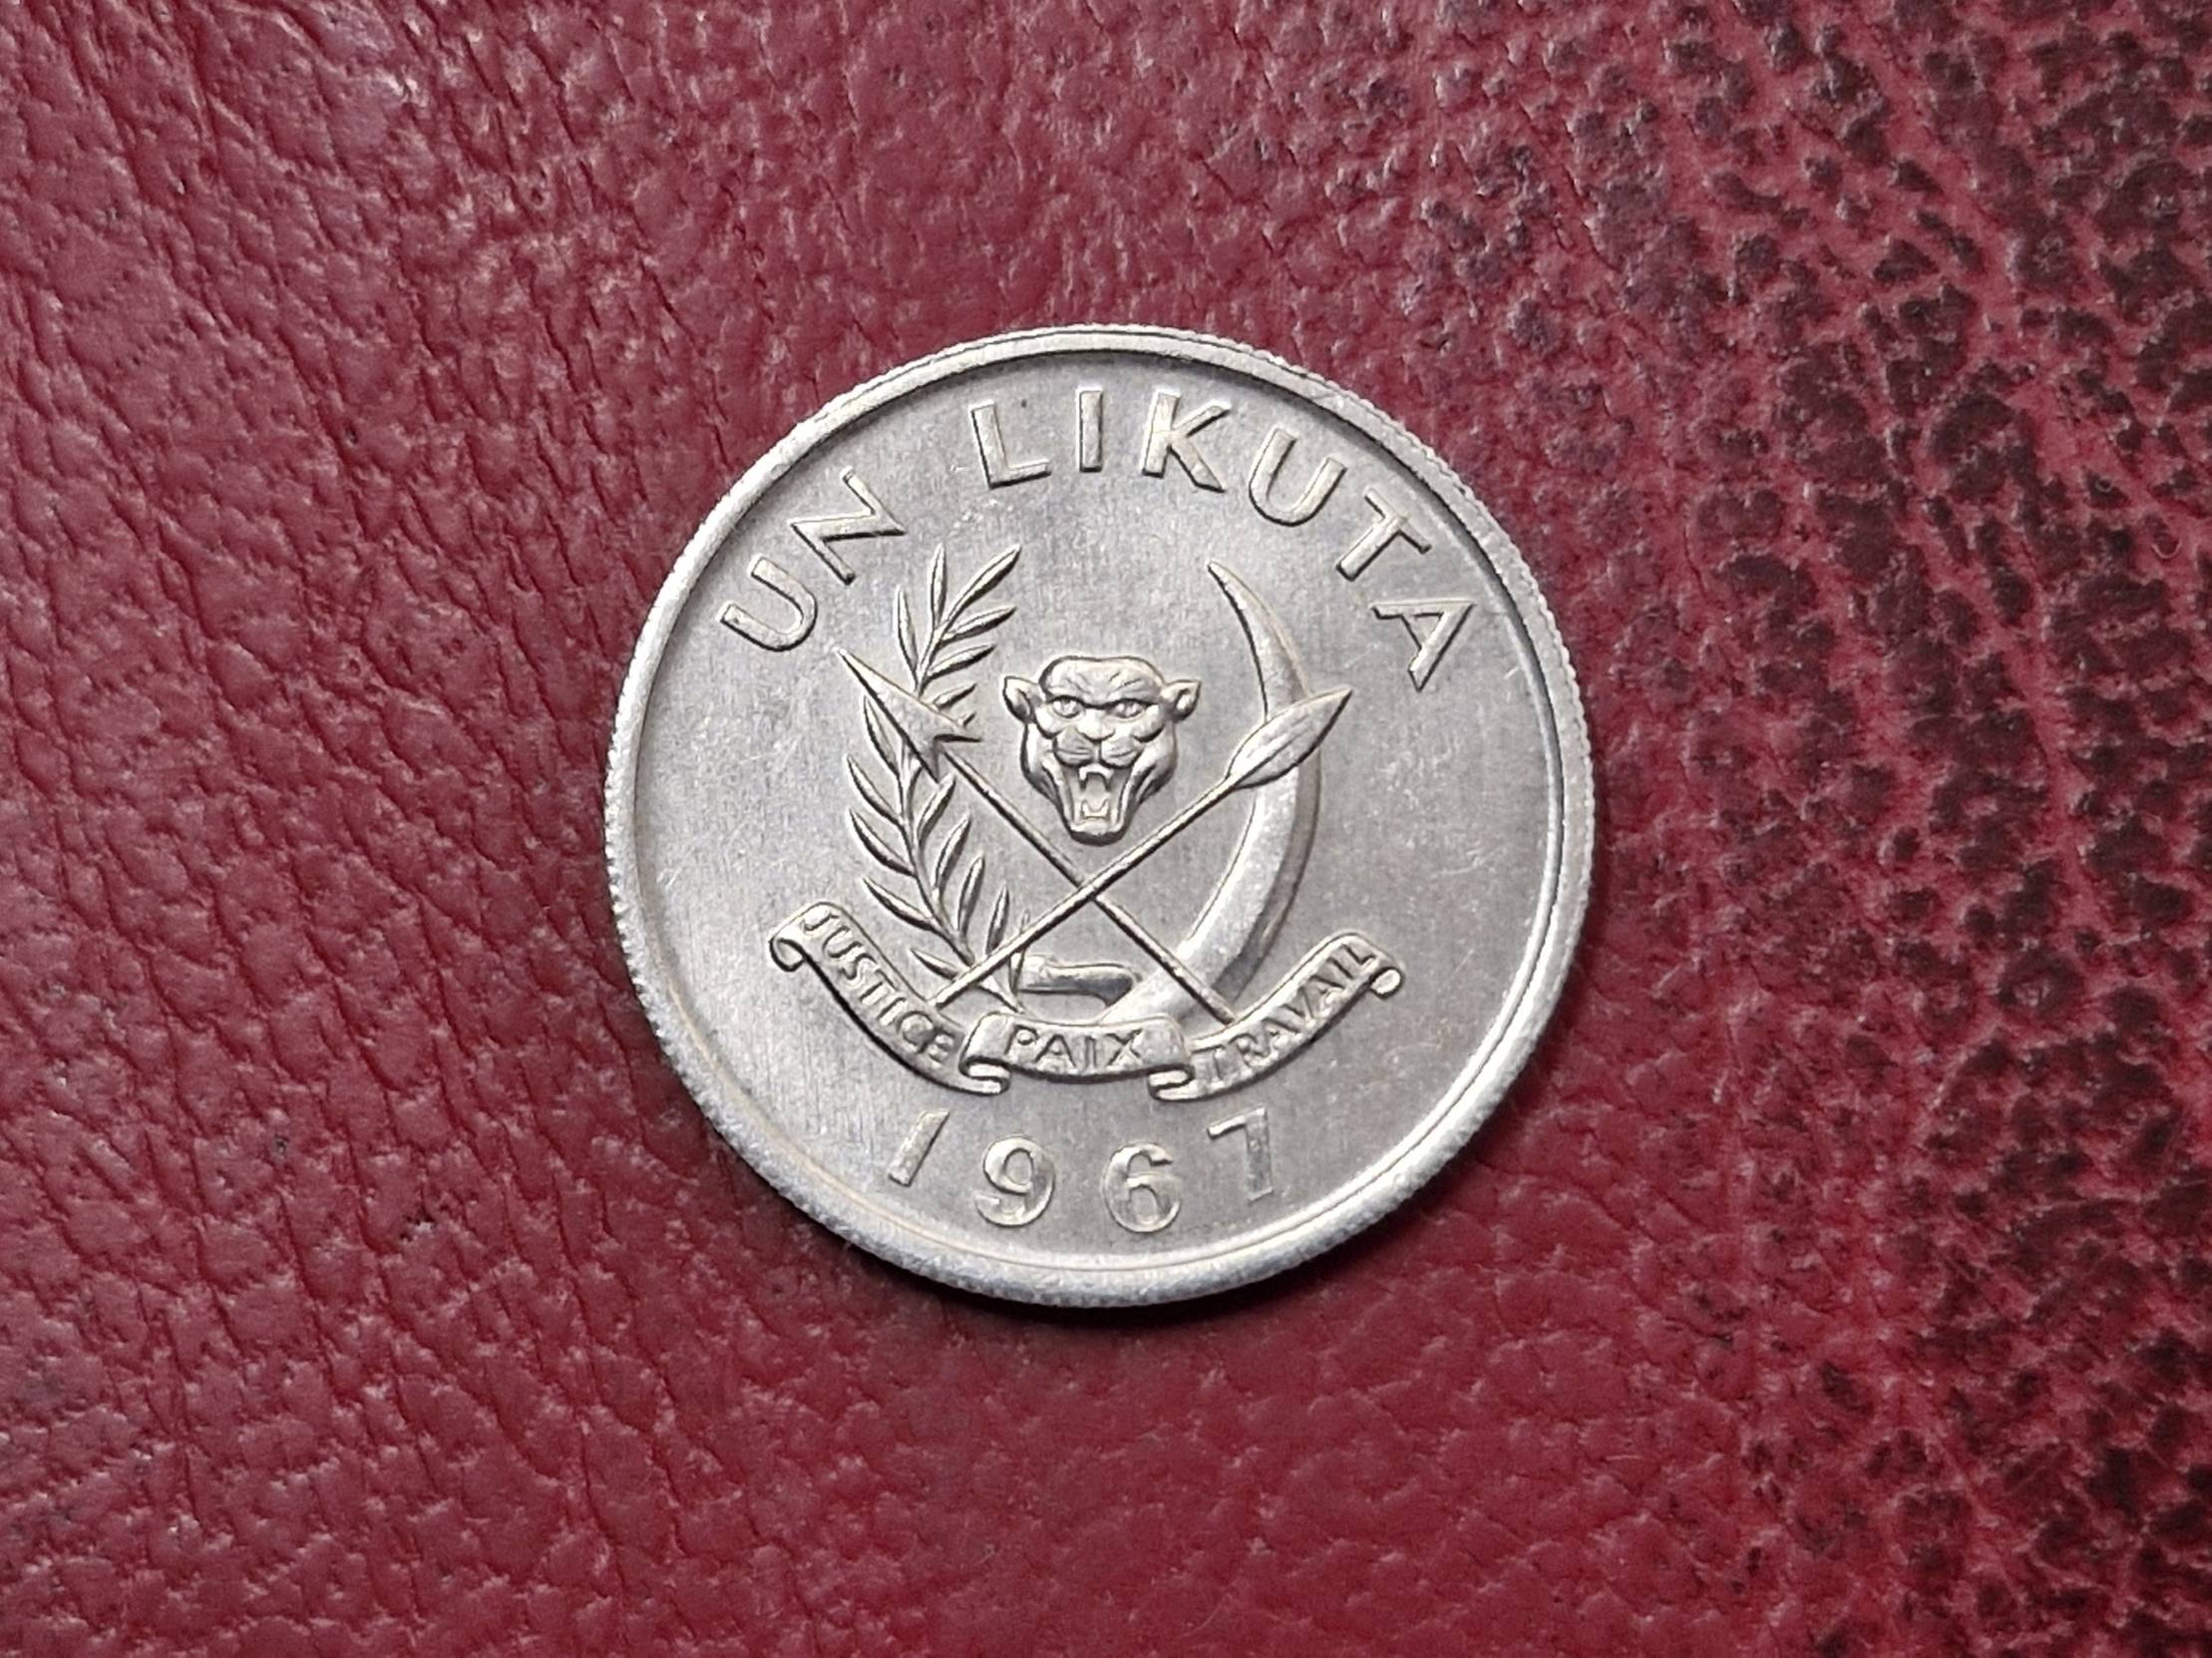 UN LIKUTA
JUSTICE PAIX TRAVAIL
1967